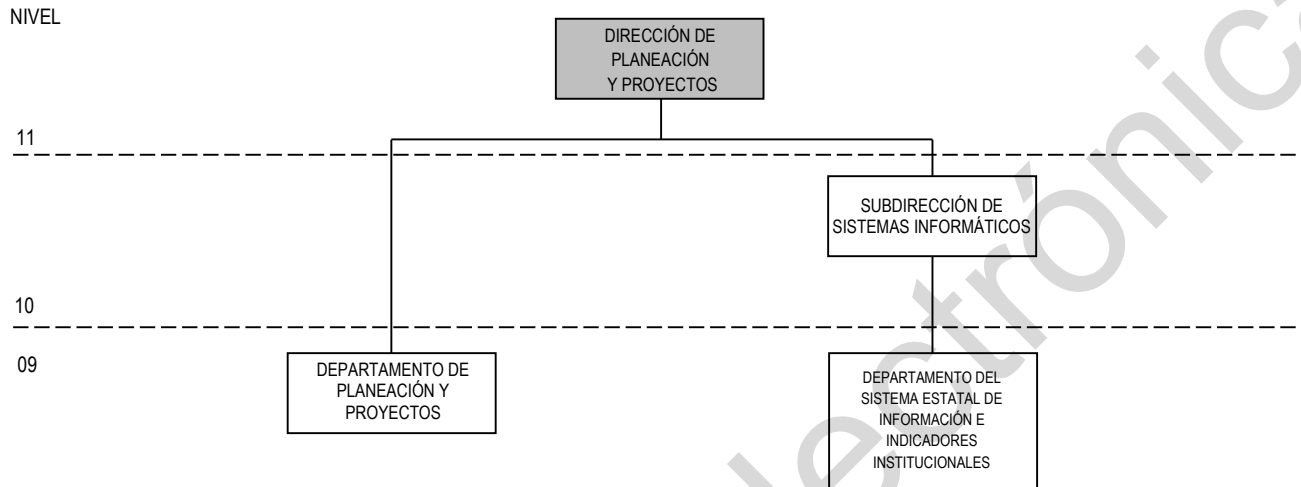 NIVEL
DIRECCIÓN DE
PLANEACIÓN
Y PROYECTOS
11
SUBDIRECCIÓN DE
SISTEMAS INFORMÁTICOS
10
09
DEPARTAMENTO DE
PLANEACIÓN Y
PROYECTOS
DEPARTAMENTO DEL
SISTEMA ESTATAL DE
INFORMACIÓN E
INDICADORES
INSTITUCIONALES